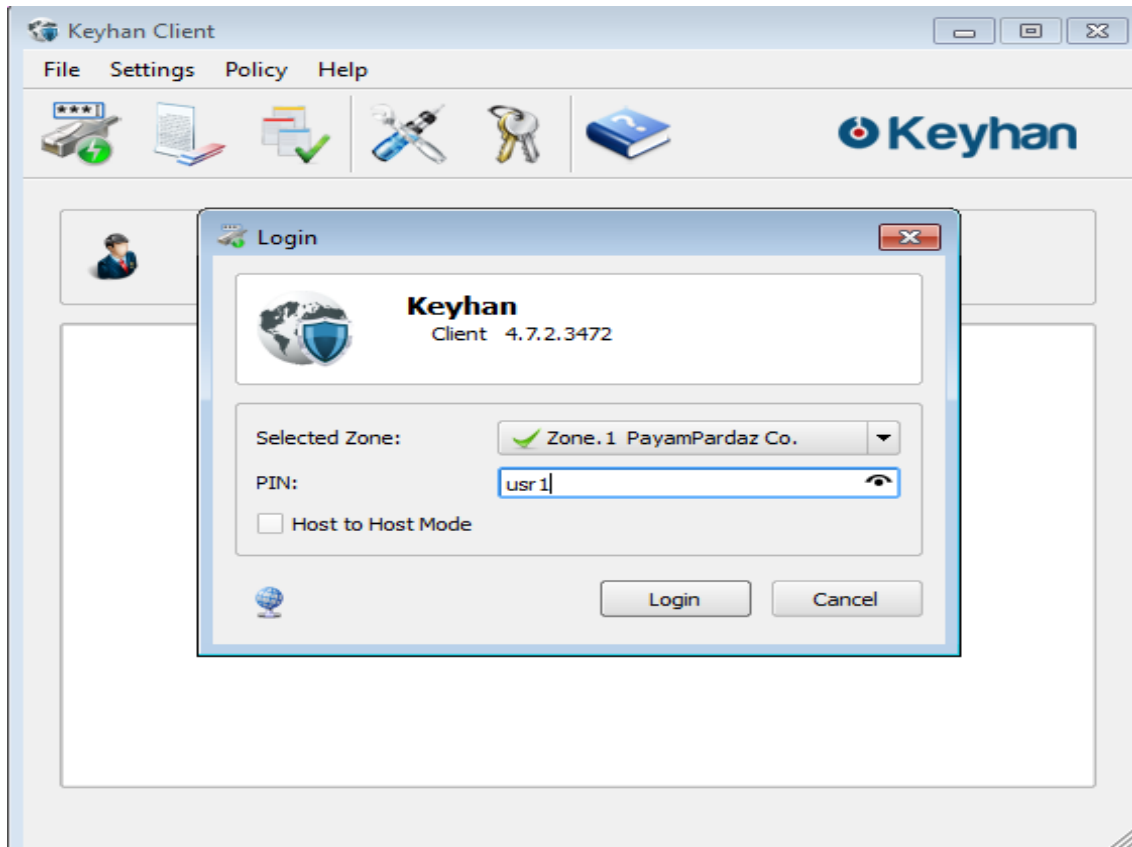 Keyhan Client
File Settings Policy Help
***
Keyhan
Login
Keyhan
Client 4.7.2.3472
Selected Zone: Zone.1 PayamPardaz Co.
PIN: usr1
Host to Host Mode
Login Cancel